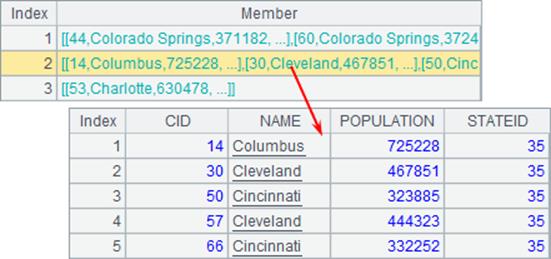 Index Member
1 [[44,Colorado Springs,371182, ...],[60,Colorado Springs,3724
2 [[14,Columbus,725228, ...],[30,Cleveland,467851, ...],[50,Cinc
3 [[53,Charlotte,630478, ...]]
Index CID NAME POPULATION STATEID
1 14 Columbus 725228 35
2 30 Cleveland 467851 35
3 50 Cincinnati 323885 35
4 57 Cleveland 444323 35
5 66 Cincinnati 332252 35